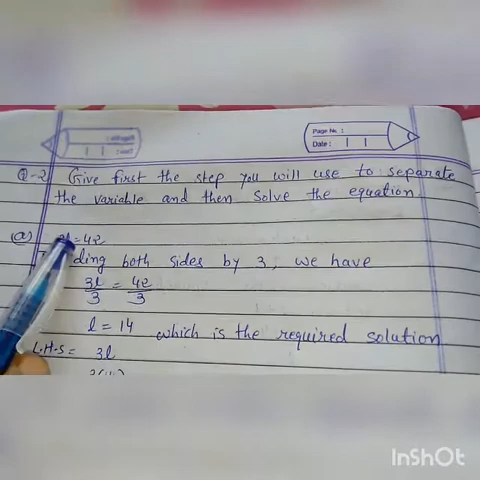 Page No. :
Date :
Q-2 Give first the step you will use to separate
the variable and then solve the equation
(a) 3l = 42
ding both sides by 3, we have
3l/3 = 42/3
l = 14 which is the required solution
L.H.S = 3l
InShOt